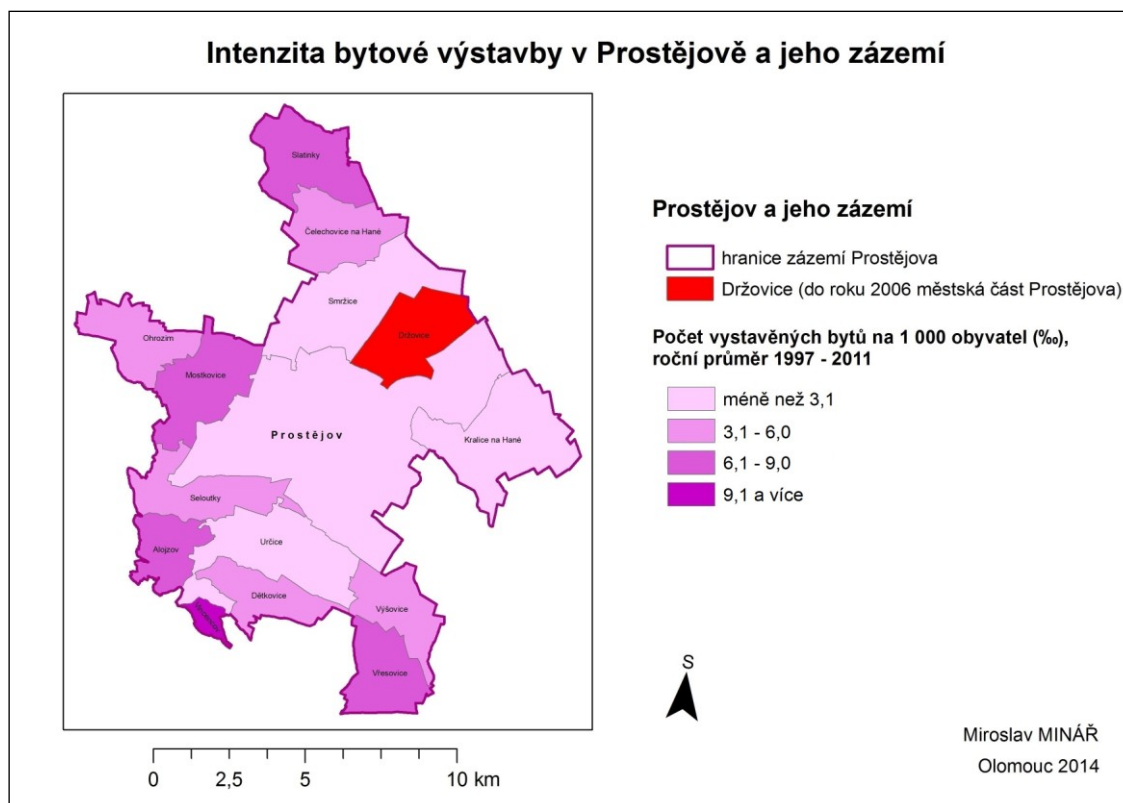 Intenzita bytové výstavby v Prostějově a jeho zázemí
Slatinky
Čelechovice na Hané
Smržice
Držovice
Ohrozim
Mostkovice
Prostějov
Kralice na Hané
Seloutky
Určice
Alojzov
Dětkovice
Výšovice
Vřesovice
Prostějov a jeho zázemí
hranice zázemí Prostějova
Držovice (do roku 2006 městská část Prostějova)
Počet vystavěných bytů na 1 000 obyvatel (‰),
roční průměr 1997 - 2011
méně než 3,1
3,1 - 6,0
6,1 - 9,0
9,1 a více
S
0 2,5 5 10 km
Miroslav MINÁŘ
Olomouc 2014